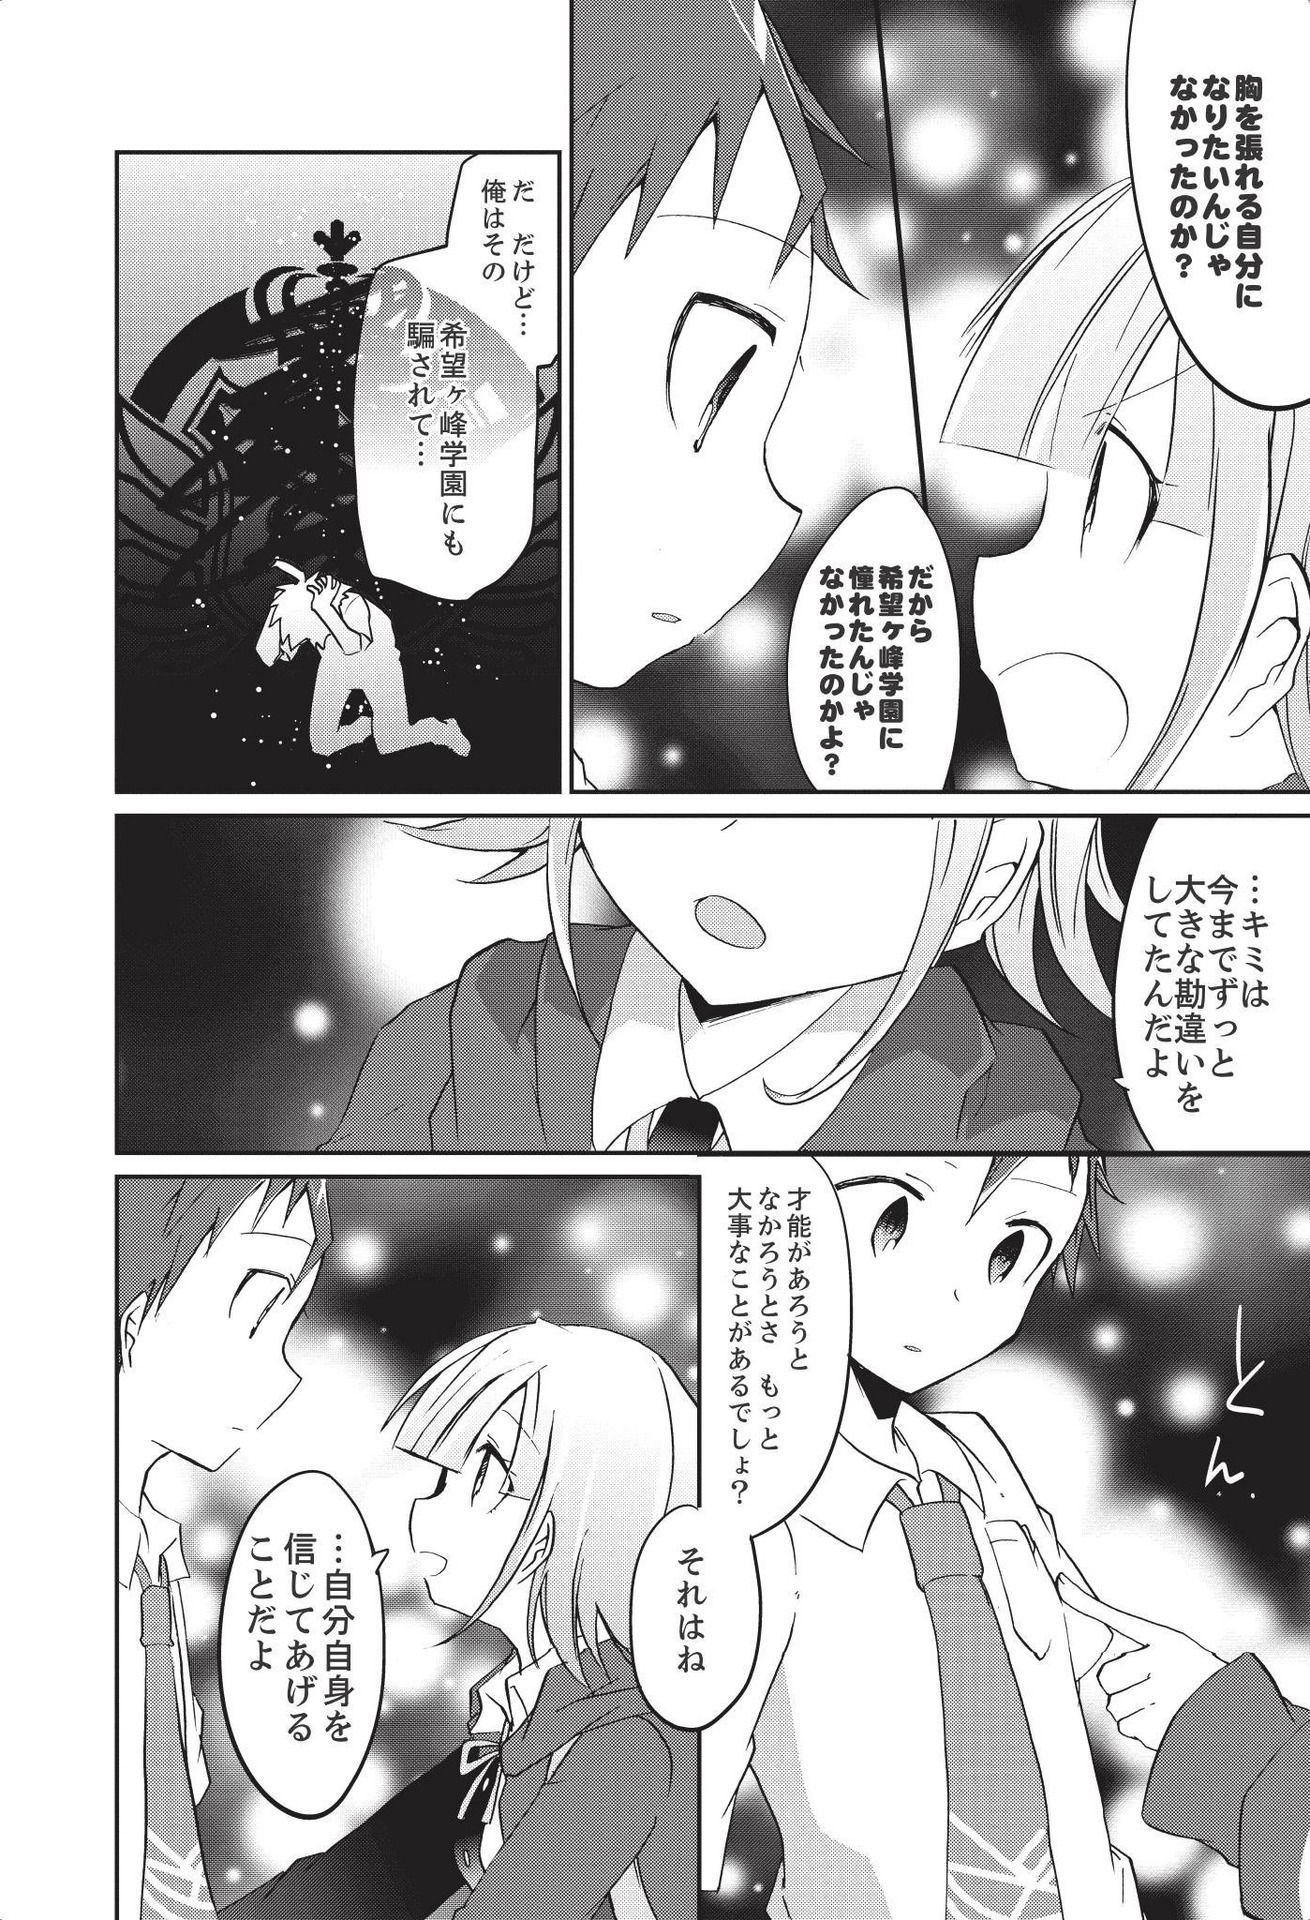 胸を張れる自分に
なりたいんじゃ
なかったのか？
だから
希望ヶ峰学園に
憧れたんじゃ
なかったのかよ？
だ だけど…
俺はその
希望ヶ峰学園にも
騙されて…
…キミは
今までずっと
大きな勘違いを
してたんだよ
とん
才能があろうと
なかろうとさ もっと
大事なことがあるでしょ？
それはね
…自分自身を
信じてあげる
ことだよ